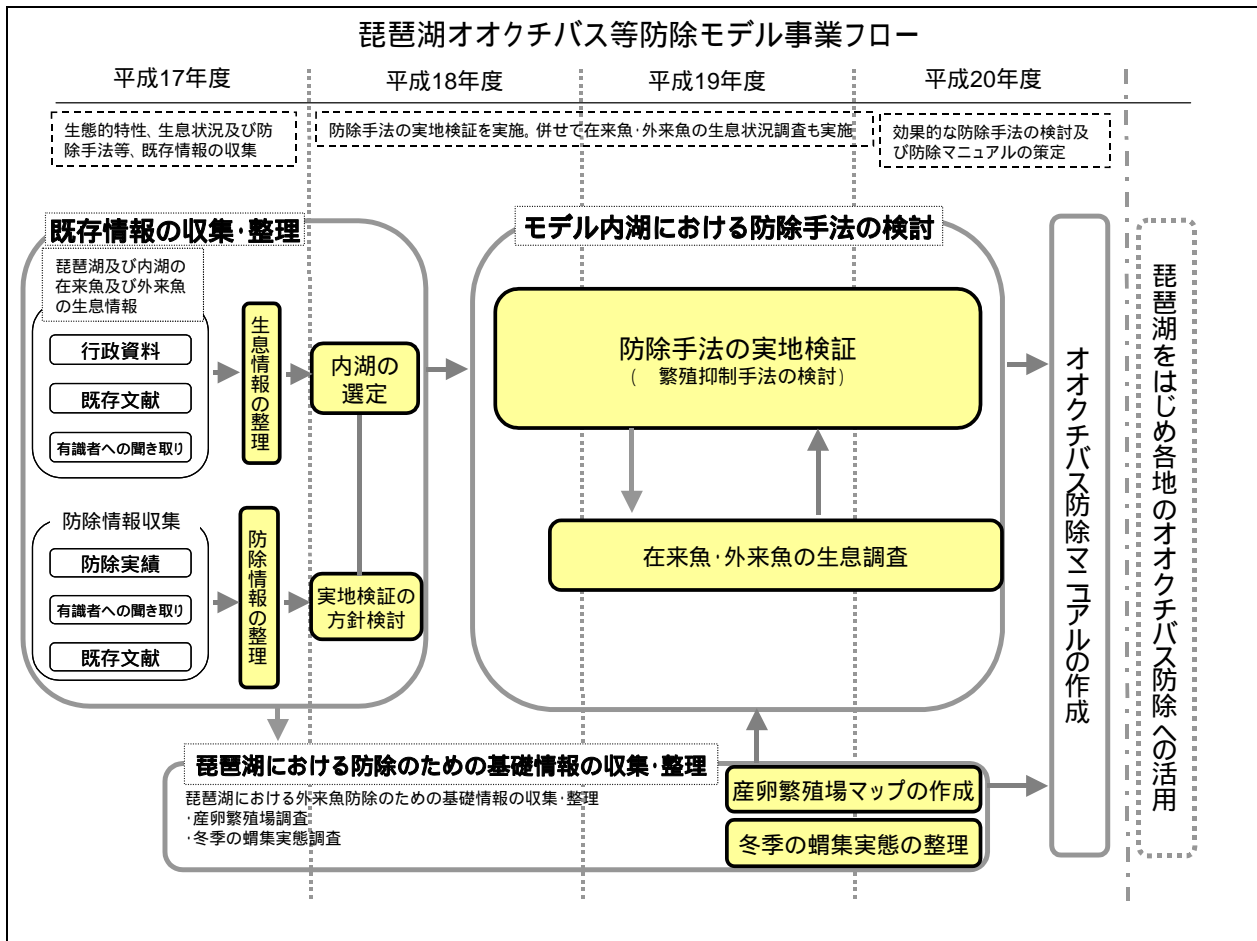 琵琶湖オオクチバス等防除モデル事業フロー
平成17年度
平成18年度
平成19年度
平成20年度
生態的特性、生息状況及び防
除手法等、既存情報の収集
防除手法の実地検証を実施。併せて在来魚・外来魚の生息状況調査も実施
効果的な防除手法の検討及
び防除マニュアルの策定
既存情報の収集・整理
琵琶湖及び内湖の
在来魚及び外来魚
の生息情報
行政資料
既存文献
有識者への聞き取り
生息情報の整理
内湖の
選定
防除情報収集
防除実績
有識者への聞き取り
既存文献
防除情報の整理
実地検証の
方針検討
モデル内湖における防除手法の検討
防除手法の実地検証
( 繁殖抑制手法の検討)
在来魚・外来魚の生息調査
琵琶湖における防除のための基礎情報の収集・整理
琵琶湖における外来魚防除のための基礎情報の収集・整理
・産卵繁殖場調査
・冬季の蝟集実態調査
産卵繁殖場マップの作成
冬季の蝟集実態の整理
オオクチバス防除マニュアルの作成
琵琶湖をはじめ各地のオオクチバス防除への活用